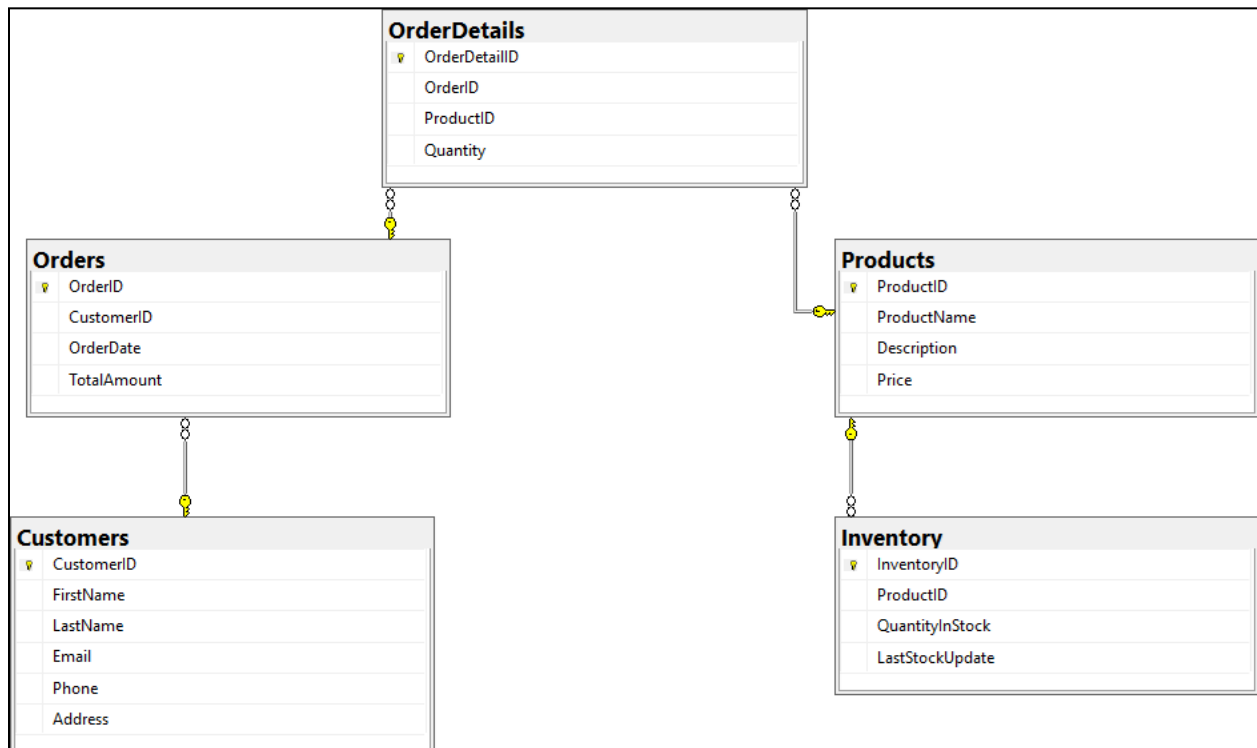 OrderDetails
OrderDetailID
OrderID
ProductID
Quantity
Orders
OrderID
CustomerID
OrderDate
TotalAmount
Products
ProductID
ProductName
Description
Price
Customers
CustomerID
FirstName
LastName
Email
Phone
Address
Inventory
InventoryID
ProductID
QuantityInStock
LastStockUpdate